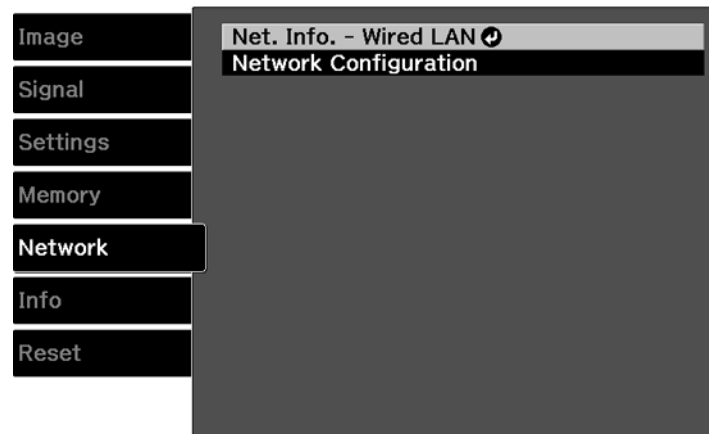 Image
Signal
Settings
Memory
Network
Info
Reset
Net. Info. - Wired LAN
Network Configuration